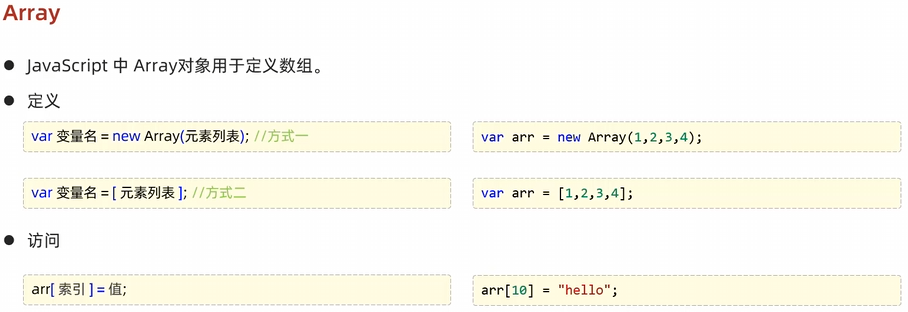 Array
● JavaScript 中 Array对象用于定义数组。
● 定义
var 变量名 = new Array(元素列表); //方式一
var arr = new Array(1,2,3,4);
var 变量名 = [ 元素列表 ]; //方式二
var arr = [1,2,3,4];
● 访问
arr[ 索引 ] = 值;
arr[10] = "hello";